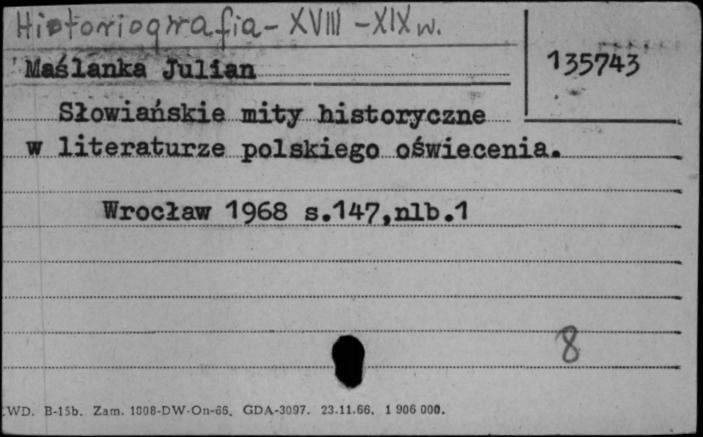 Historiografia - XVIII - XIX w.
Maślanka Julian
135743
Słowiańskie mity historyczne
w literaturze polskiego oświecenia.
Wrocław 1968 s.147,nlb.1
8
WD. B-15b. Zam. 1008-DW-On-66. GDA-3097. 23.11.66. 1 906 000.